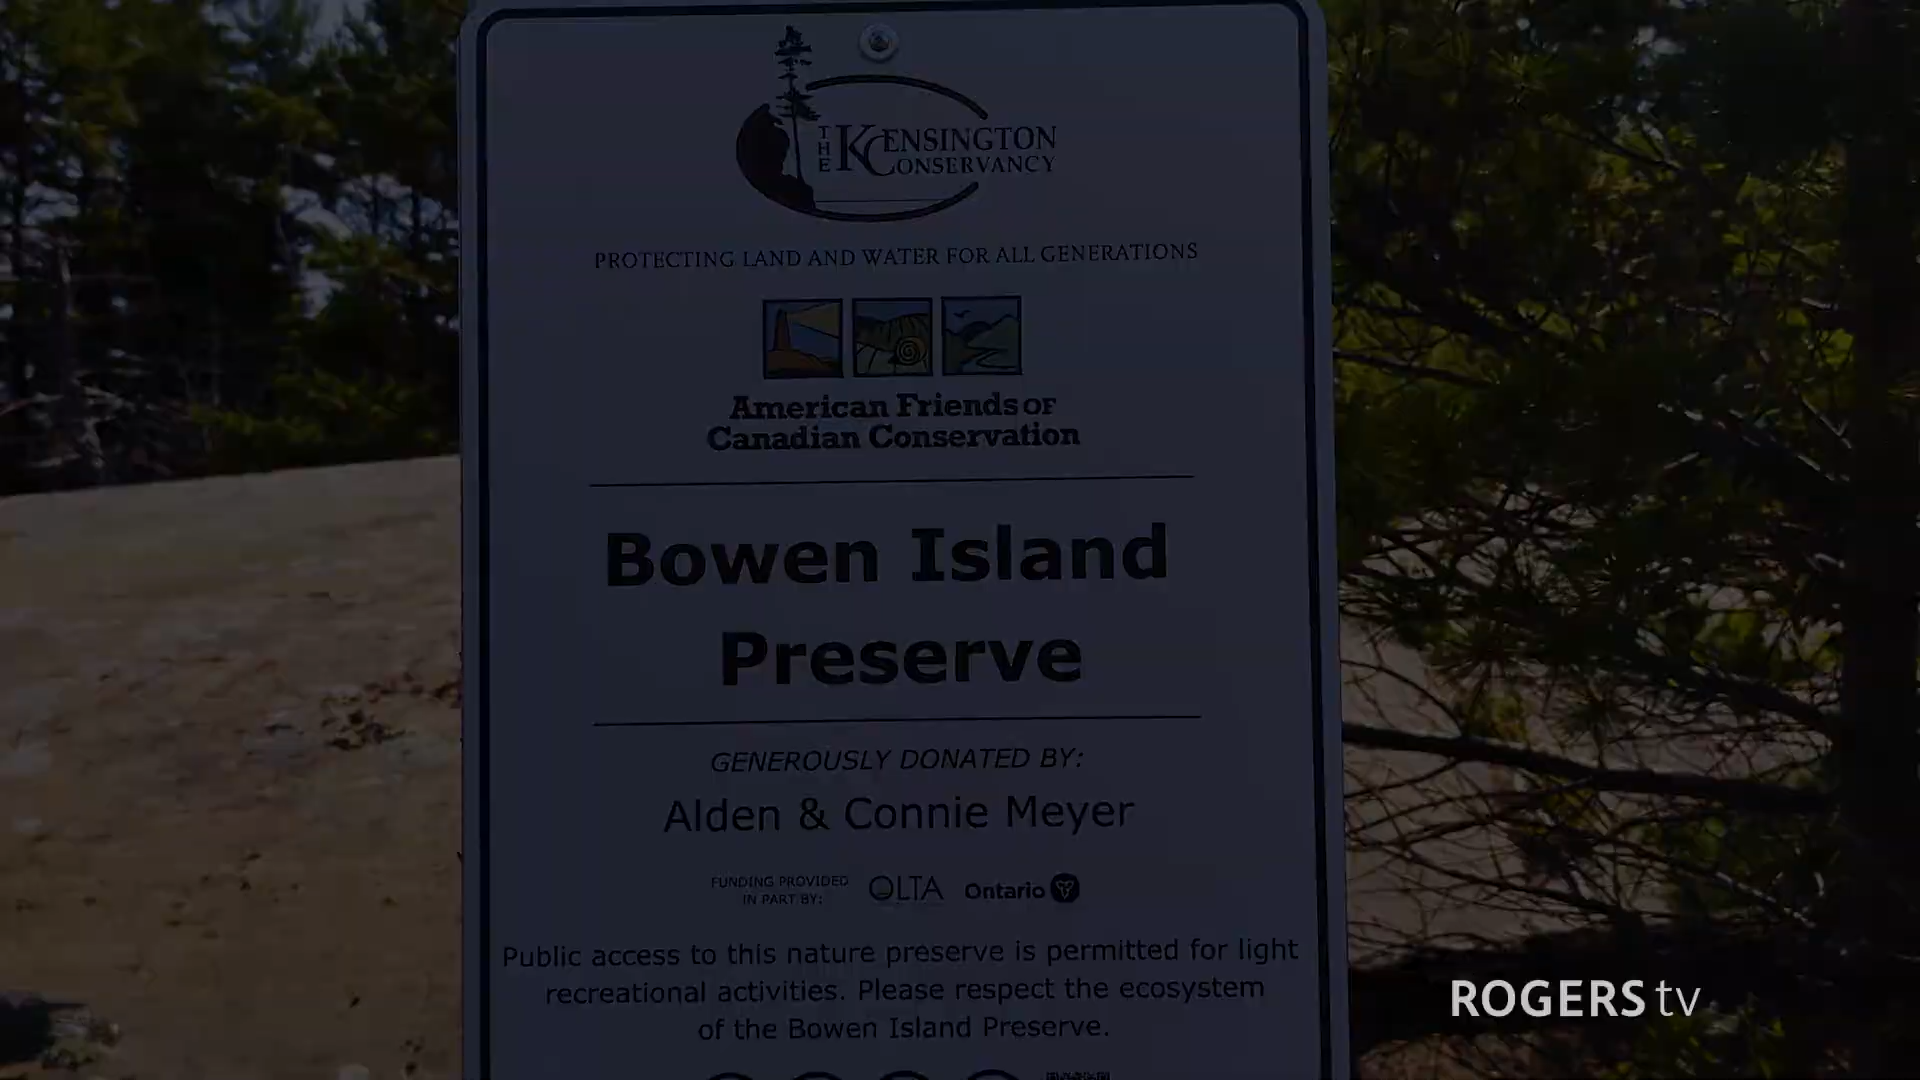 THE KENSINGTON
CONSERVANCY
PROTECTING LAND AND WATER FOR ALL GENERATIONS
American Friends OF
Canadian Conservation
Bowen Island
Preserve
GENEROUSLY DONATED BY:
Alden & Connie Meyer
FUNDING PROVIDED
IN PART BY:
OLTA
Ontario
Public access to this nature preserve is permitted for light
recreational activities. Please respect the ecosystem
of the Bowen Island Preserve.
ROGERS tv